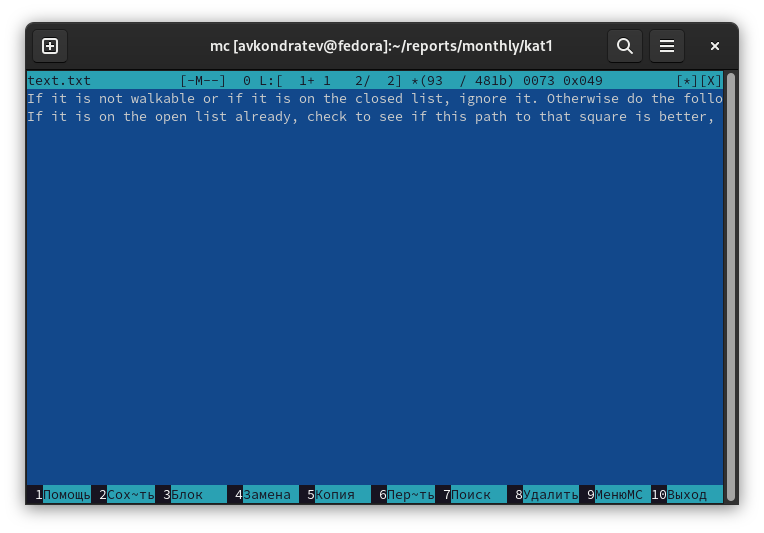 mc [avkondratev@fedora]:~/reports/monthly/kat1
text.txt [-M--] 0 L:[ 1+ 1 2/ 2] *(93 / 481b) 0073 0x049 [*][X]
If it is not walkable or if it is on the closed list, ignore it. Otherwise do the follo
If it is on the open list already, check to see if this path to that square is better,
1Помощь 2Сох~ть 3Блок 4Замена 5Копия 6Пер~ть 7Поиск 8Удалить 9МенюMC 10Выход